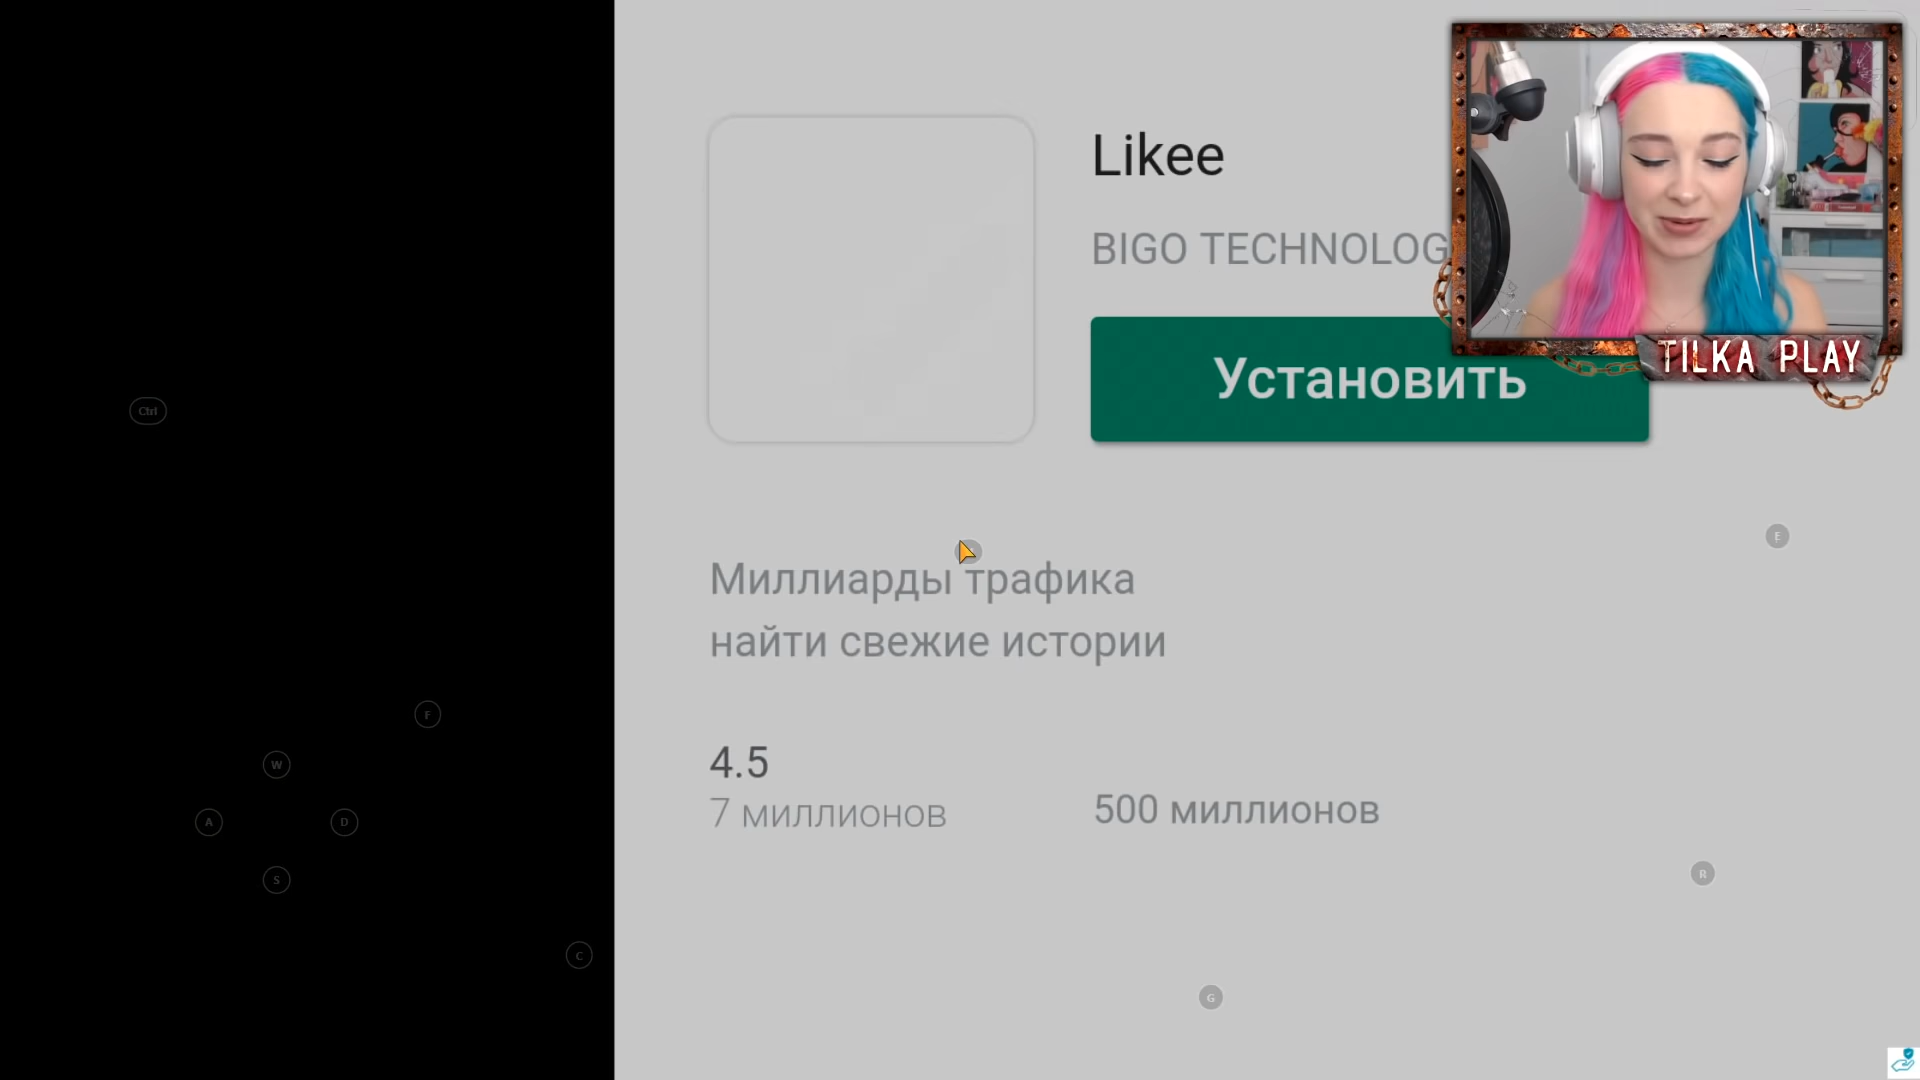 Likee
BIGO TECHNOLOG
Установить
TILKA PLAY
Миллиарды трафика
найти свежие истории
4.5
7 миллионов
500 миллионов
Ctrl
F
W
A
D
S
C
E
R
G